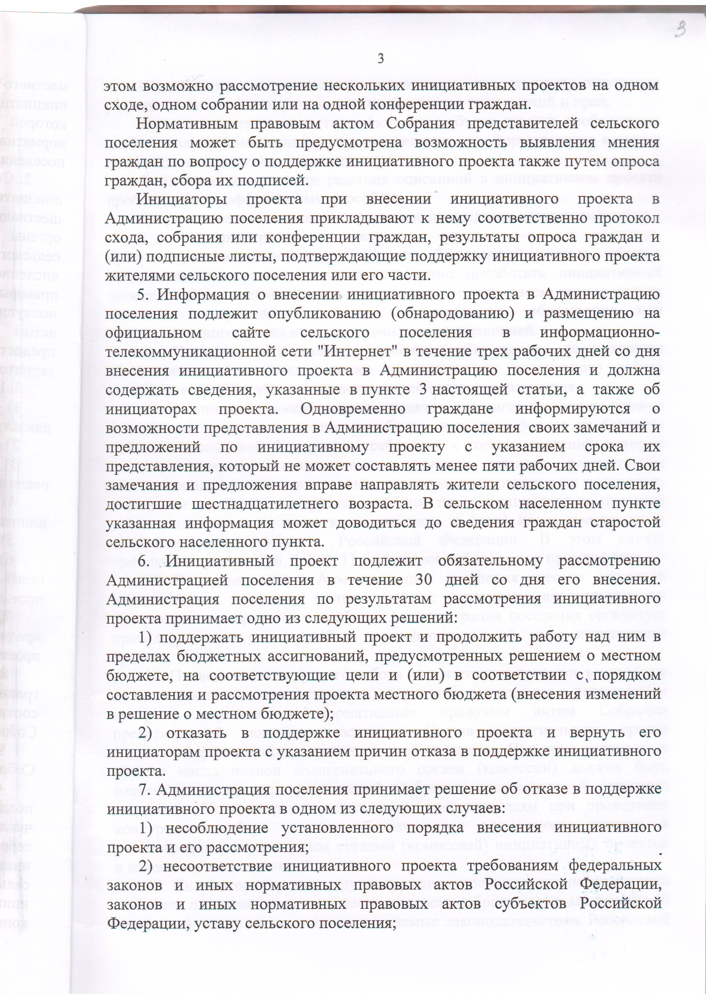 3
3
этом возможно рассмотрение нескольких инициативных проектов на одном
сходе, одном собрании или на одной конференции граждан.
Нормативным правовым актом Собрания представителей сельского
поселения может быть предусмотрена возможность выявления мнения
граждан по вопросу о поддержке инициативного проекта также путем опроса
граждан, сбора их подписей.
Инициаторы проекта при внесении инициативного проекта в
Администрацию поселения прикладывают к нему соответственно протокол
схода, собрания или конференции граждан, результаты опроса граждан и
(или) подписные листы, подтверждающие поддержку инициативного проекта
жителями сельского поселения или его части.
5. Информация о внесении инициативного проекта в Администрацию
поселения подлежит опубликованию (обнародованию) и размещению на
официальном сайте сельского поселения в информационно-
телекоммуникационной сети "Интернет" в течение трех рабочих дней со дня
внесения инициативного проекта в Администрацию поселения и должна
содержать сведения, указанные в пункте 3 настоящей статьи, а также об
инициаторах проекта. Одновременно граждане информируются о
возможности представления в Администрацию поселения своих замечаний и
предложений по инициативному проекту с указанием срока их
представления, который не может составлять менее пяти рабочих дней. Свои
замечания и предложения вправе направлять жители сельского поселения,
достигшие шестнадцатилетнего возраста. В сельском населенном пункте
указанная информация может доводиться до сведения граждан старостой
сельского населенного пункта.
6. Инициативный проект подлежит обязательному рассмотрению
Администрацией поселения в течение 30 дней со дня его внесения.
Администрация поселения по результатам рассмотрения инициативного
проекта принимает одно из следующих решений:
1) поддержать инициативный проект и продолжить работу над ним в
пределах бюджетных ассигнований, предусмотренных решением о местном
бюджете, на соответствующие цели и (или) в соответствии с порядком
составления и рассмотрения проекта местного бюджета (внесения изменений
в решение о местном бюджете);
2) отказать в поддержке инициативного проекта и вернуть его
инициаторам проекта с указанием причин отказа в поддержке инициативного
проекта.
7. Администрация поселения принимает решение об отказе в поддержке
инициативного проекта в одном из следующих случаев:
1) несоблюдение установленного порядка внесения инициативного
проекта и его рассмотрения;
2) несоответствие инициативного проекта требованиям федеральных
законов и иных нормативных правовых актов Российской Федерации,
законов и иных нормативных правовых актов субъектов Российской
Федерации, уставу сельского поселения;